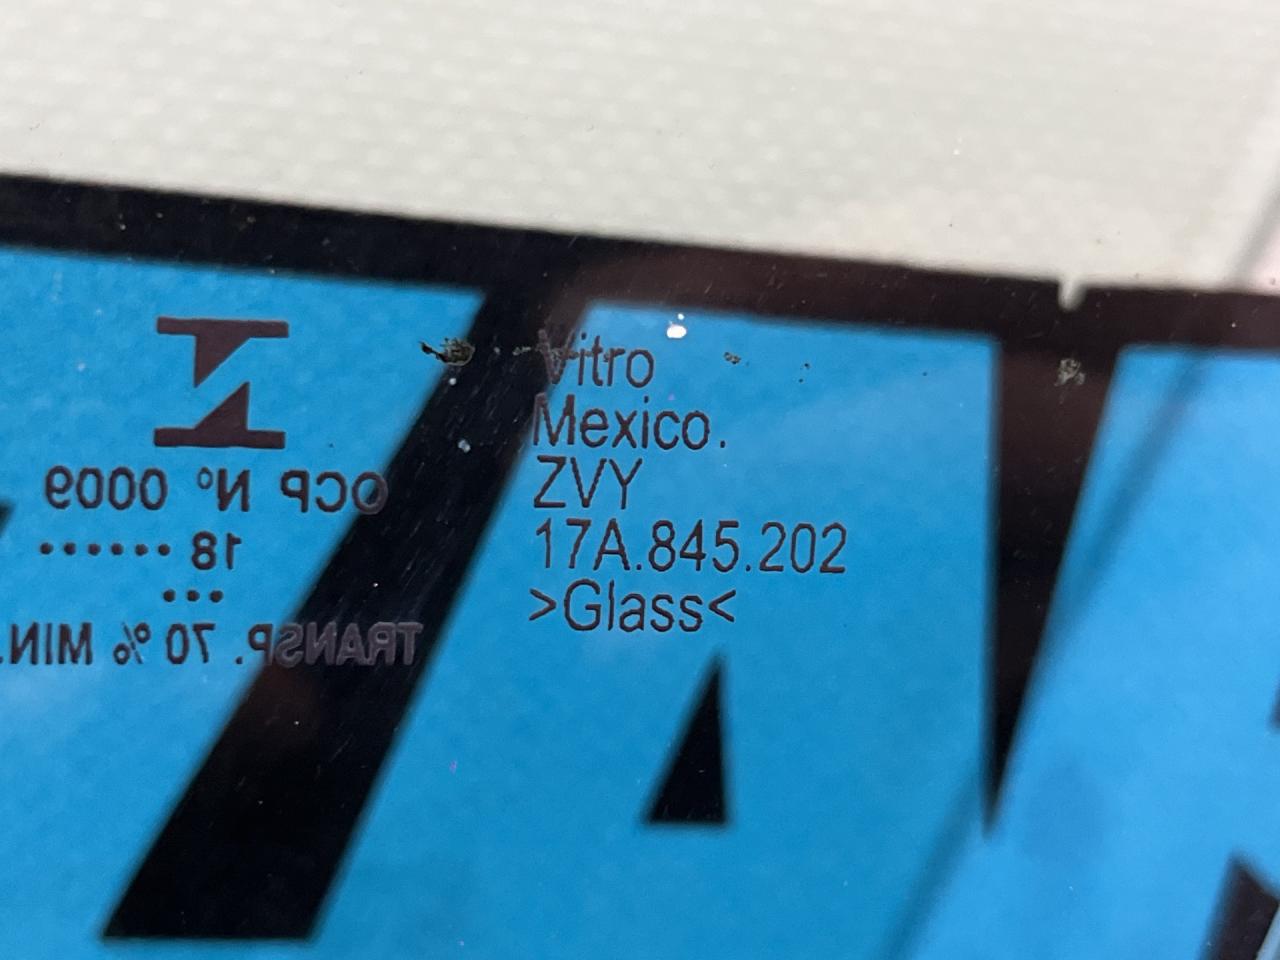 OCP Nº 0009
18 ······
···
TRANSP. 70 % MIN.
Vitro
Mexico.
ZVY
17A.845.202
>Glass<